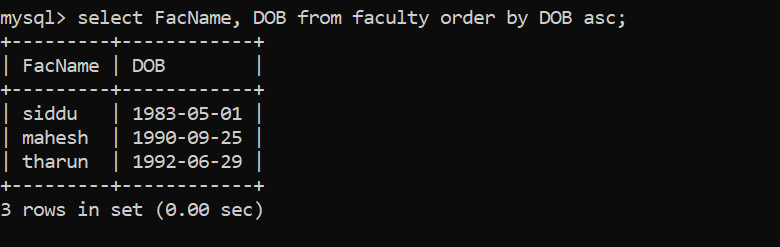 mysql> select FacName, DOB from faculty order by DOB asc;
+---------+------------+
| FacName | DOB        |
+---------+------------+
| siddu   | 1983-05-01 |
| mahesh  | 1990-09-25 |
| tharun  | 1992-06-29 |
+---------+------------+
3 rows in set (0.00 sec)